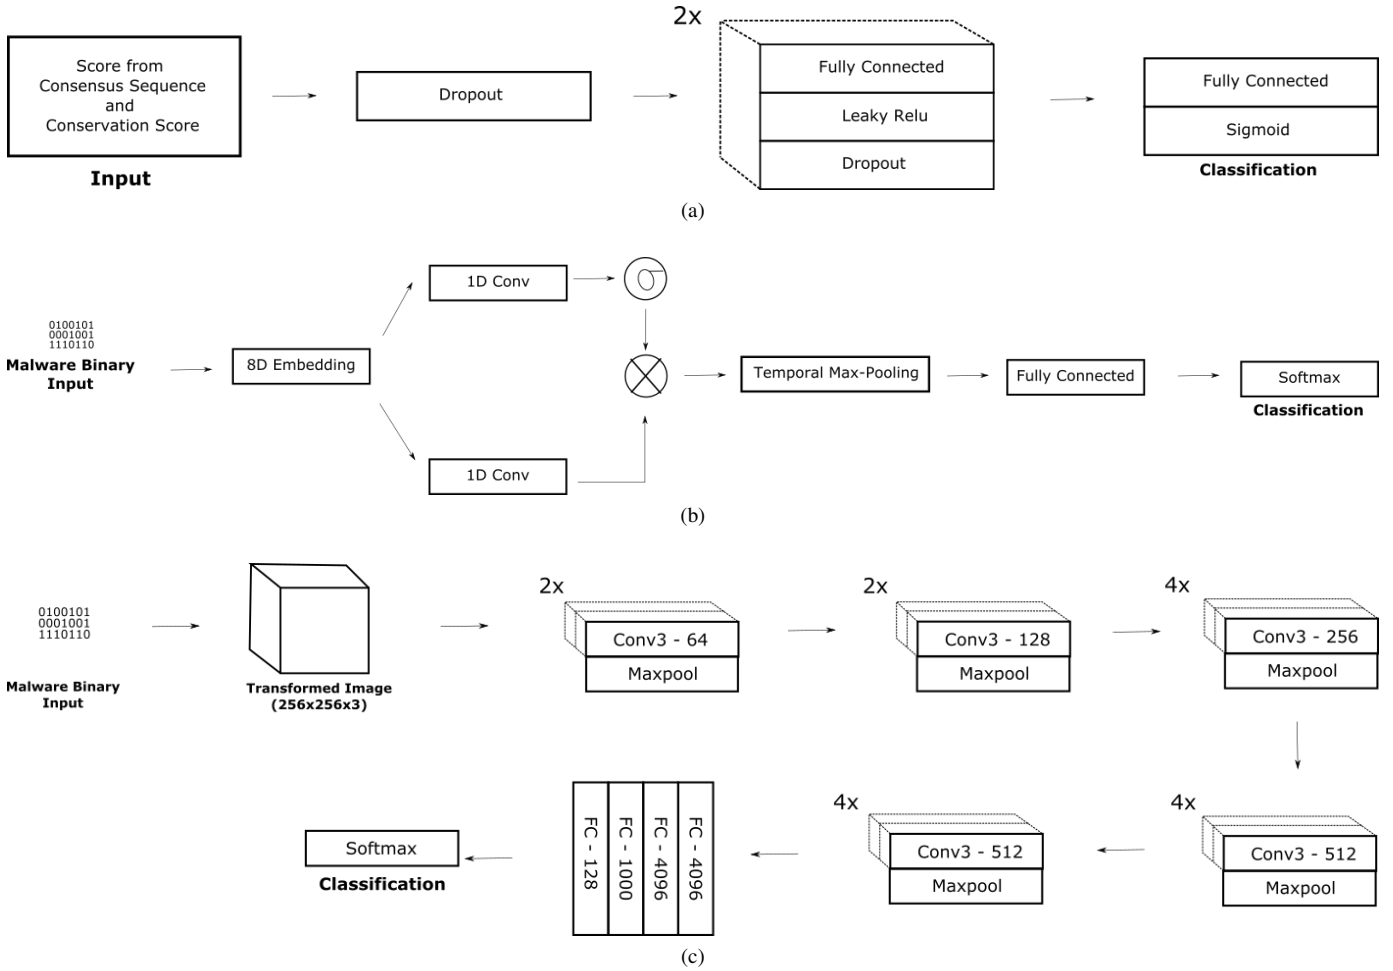 2x
Score from
Consensus Sequence
and
Conservation Score
Input
Dropout
Fully Connected
Leaky Relu
Dropout
Fully Connected
Sigmoid
Classification
(a)
0100101
0001001
1110110
Malware Binary
Input
8D Embedding
1D Conv
σ
1D Conv
Temporal Max-Pooling
Fully Connected
Softmax
Classification
(b)
0100101
0001001
1110110
Malware Binary
Input
Transformed Image
(256x256x3)
2x
Conv3 - 64
Maxpool
2x
Conv3 - 128
Maxpool
4x
Conv3 - 256
Maxpool
4x
Conv3 - 512
Maxpool
4x
Conv3 - 512
Maxpool
FC - 4096
FC - 4096
FC - 1000
FC - 128
Softmax
Classification
(c)